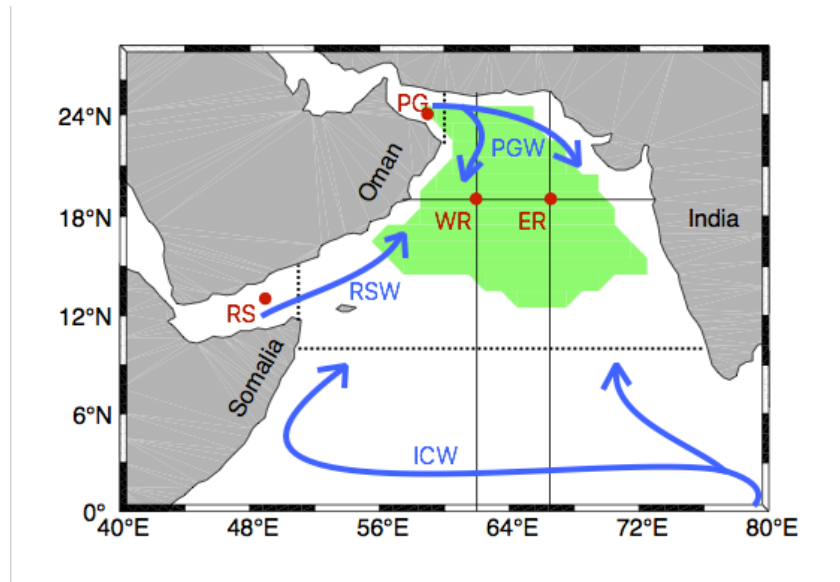 24°N
18°N
12°N
6°N
0°
40°E
48°E
56°E
64°E
72°E
80°E
PG
PGW
Oman
WR
ER
India
RSW
RS
Somalia
ICW